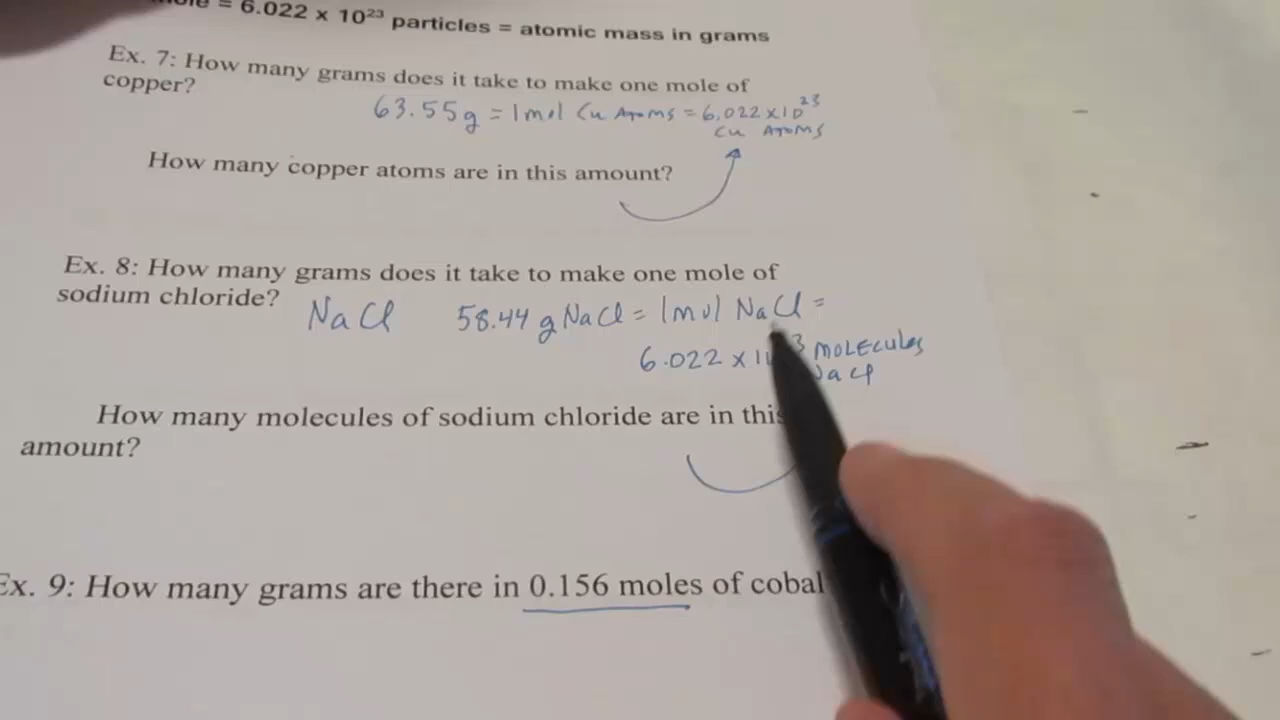 = 6.022 x 10²³ particles = atomic mass in grams
Ex. 7: How many grams does it take to make one mole of
copper?
63.55g = 1mol Cu Atoms = 6.022 x 10²³
Cu Atoms
How many copper atoms are in this amount?
Ex. 8: How many grams does it take to make one mole of
sodium chloride?
NaCl 58.44 g NaCl = 1mol NaCl =
6.022 x 1 3 MOLECULES
NaCl
How many molecules of sodium chloride are in this
amount?
Ex. 9: How many grams are there in 0.156 moles of cobal